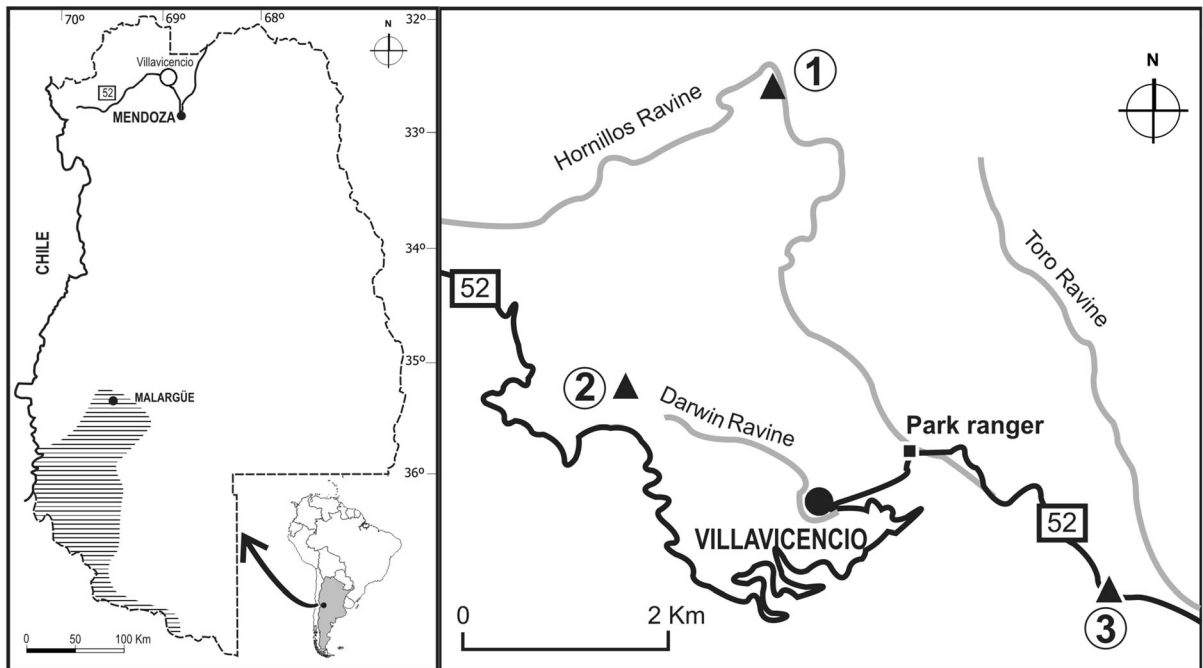 70º 69º 68º
32º
N
Villavicencio
52
MENDOZA
33º
CHILE
34º
35º
MALARGÜE
36º
0 50 100 Km
1
N
Hornillos Ravine
Toro Ravine
52
2
Darwin Ravine
Park ranger
VILLAVICENCIO
52
0 2 Km
3